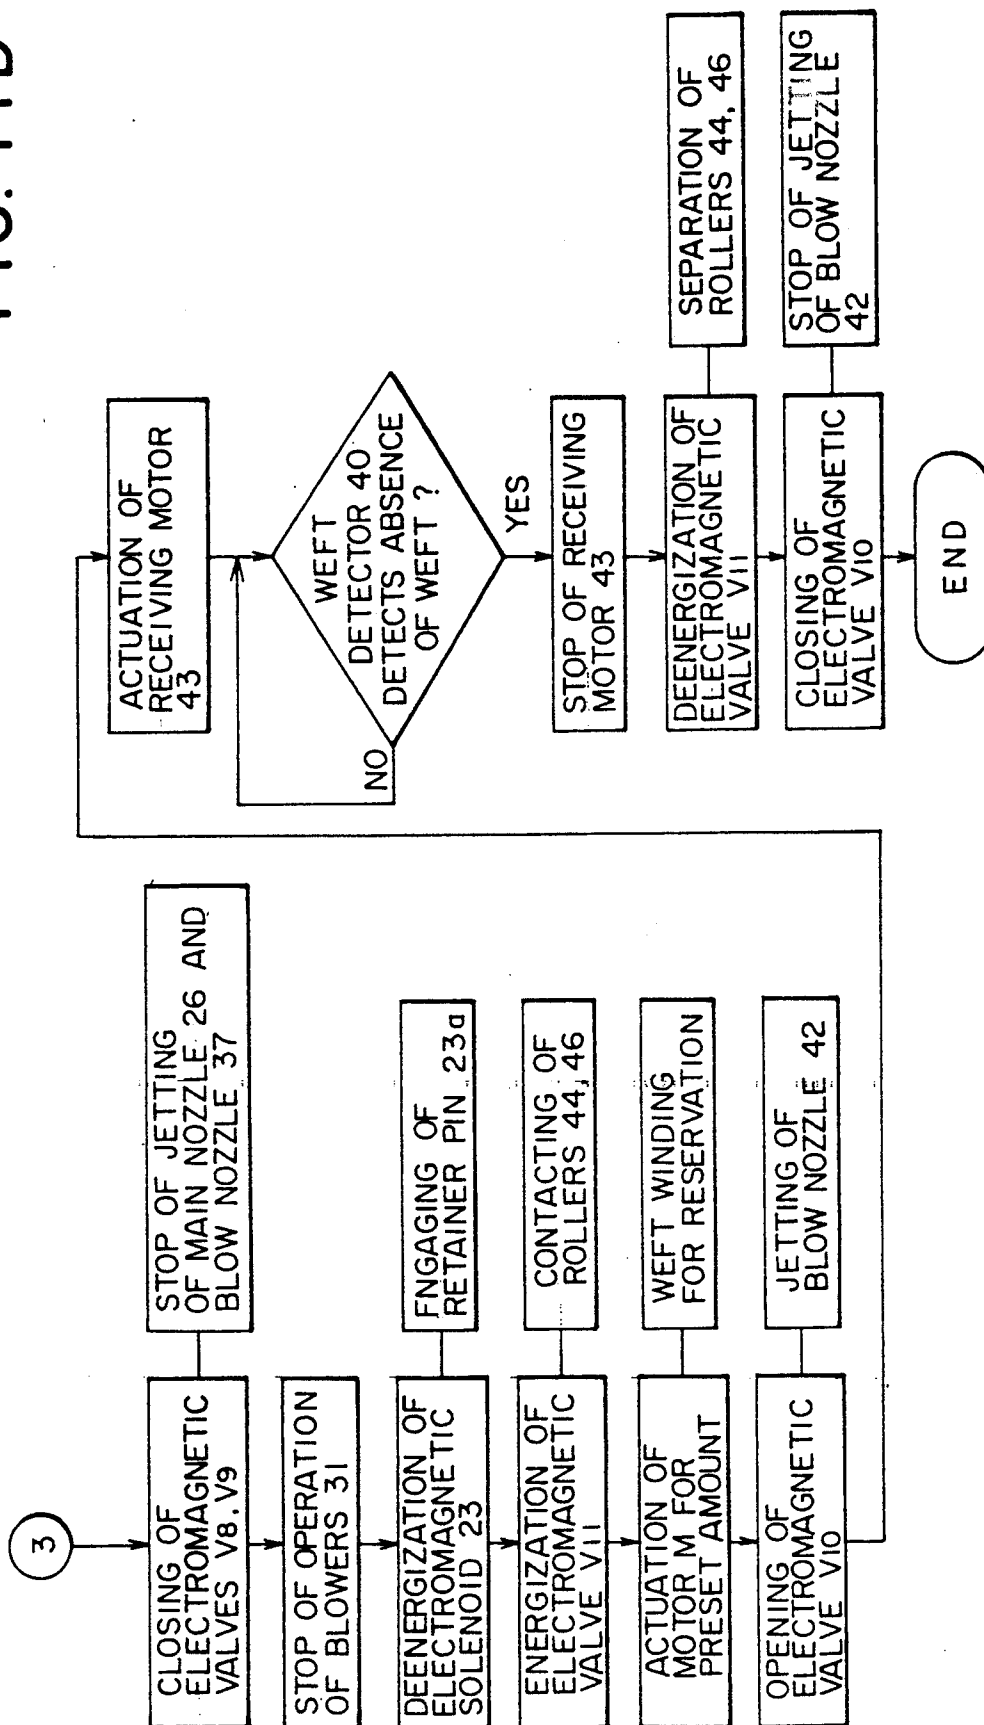 3
CLOSING OF
ELECTROMAGNETIC
VALVES V8, V9
STOP OF JETTING
OF MAIN NOZZLE 26 AND
BLOW NOZZLE 37
STOP OF OPERATION
OF BLOWERS 31
DEENERGIZATION OF
ELECTROMAGNETIC
SOLENOID 23
FNGAGING OF
RETAINER PIN 23a
ENERGIZATION OF
ELECTROMAGNETIC
VALVE V11
CONTACTING OF
ROLLERS 44, 46
ACTUATION OF
MOTOR M FOR
PRESET AMOUNT
WEFT WINDING
FOR RESERVATION
OPENING OF
ELECTROMAGNETIC
VALVE V10
JETTING OF
BLOW NOZZLE 42
ACTUATION OF
RECEIVING MOTOR
43
WEFT
DETECTOR 40
DETECTS ABSENCE
OF WEFT ?
NO
YES
STOP OF RECEIVING
MOTOR 43
DEENERGIZATION OF
ELECTROMAGNETIC
VALVE V11
SEPARATION OF
ROLLERS 44, 46
CLOSING OF
ELECTROMAGNETIC
VALVE V10
STOP OF JETTING
OF BLOW NOZZLE
42
END